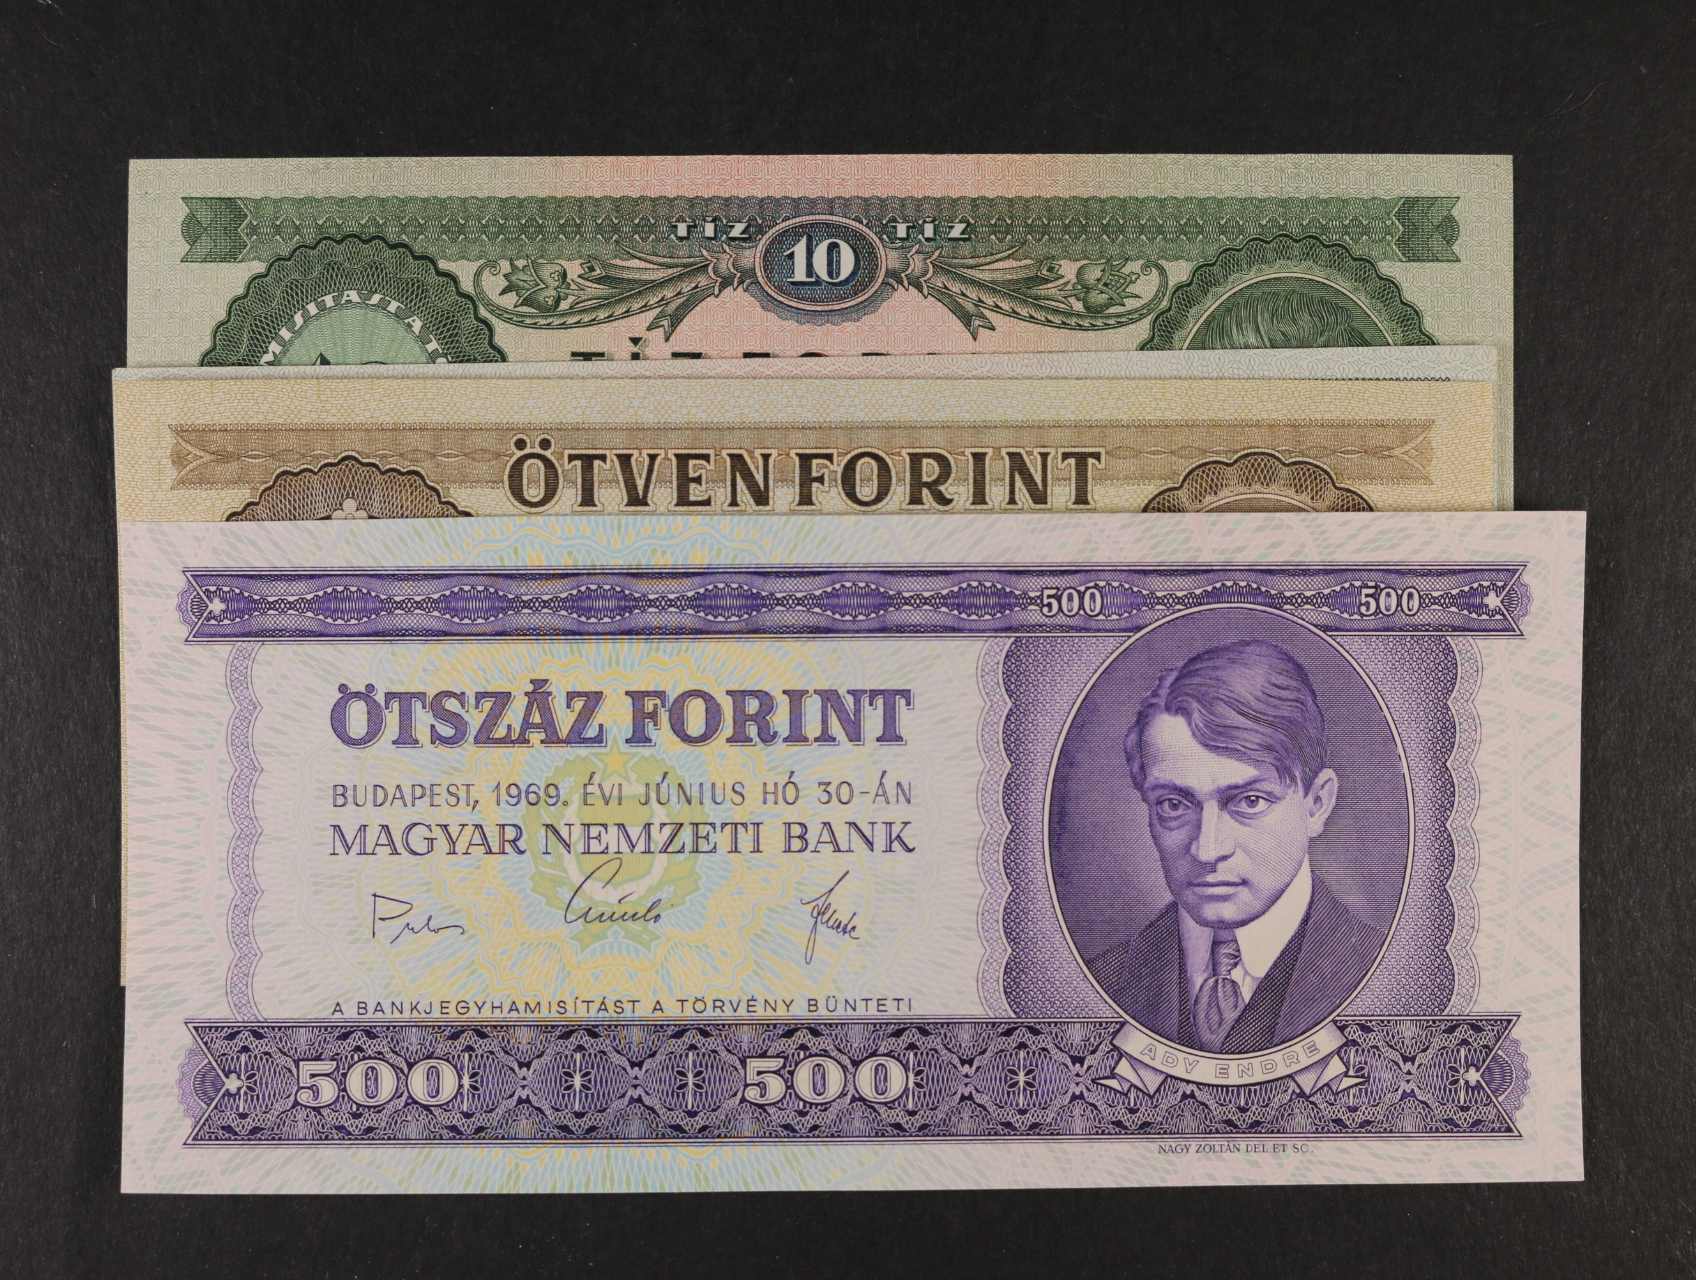 TÍZ 10 TÍZ
ÖTVEN FORINT
500 500
ÖTSZÁZ FORINT
BUDAPEST, 1969. ÉVI JÚNIUS HÓ 30-ÁN
MAGYAR NEMZETI BANK
A BANKJEGYHAMISÍTÁST A TÖRVÉNY BÜNTETI
500 500
ADY ENDRE
NAGY ZOLTÁN DEL. ET SC.